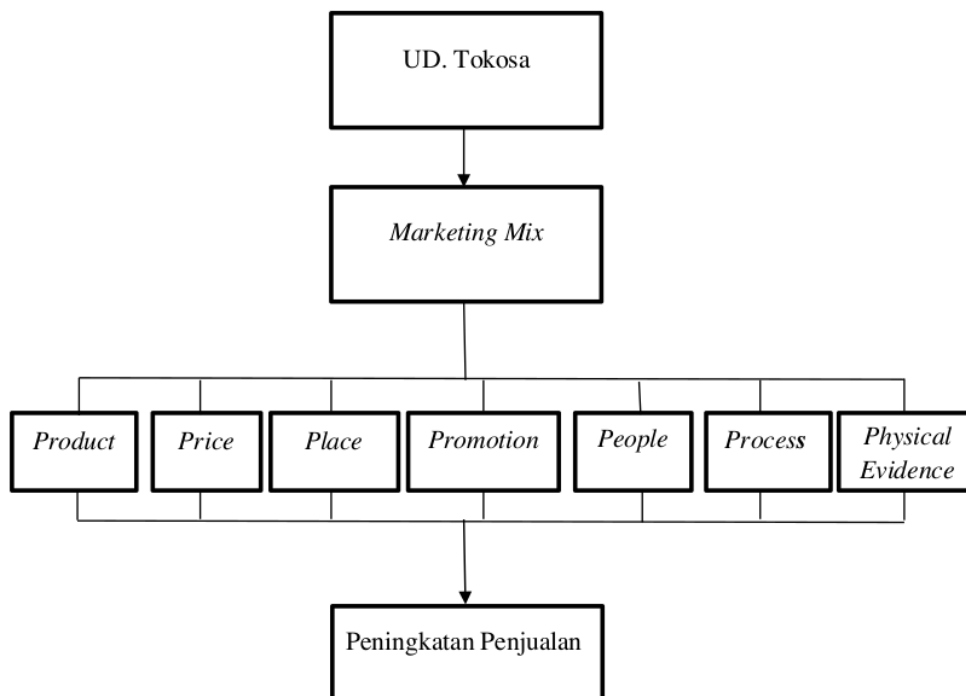 UD. Tokosa
Marketing Mix
Product
Price
Place
Promotion
People
Process
Physical
Evidence
Peningkatan Penjualan